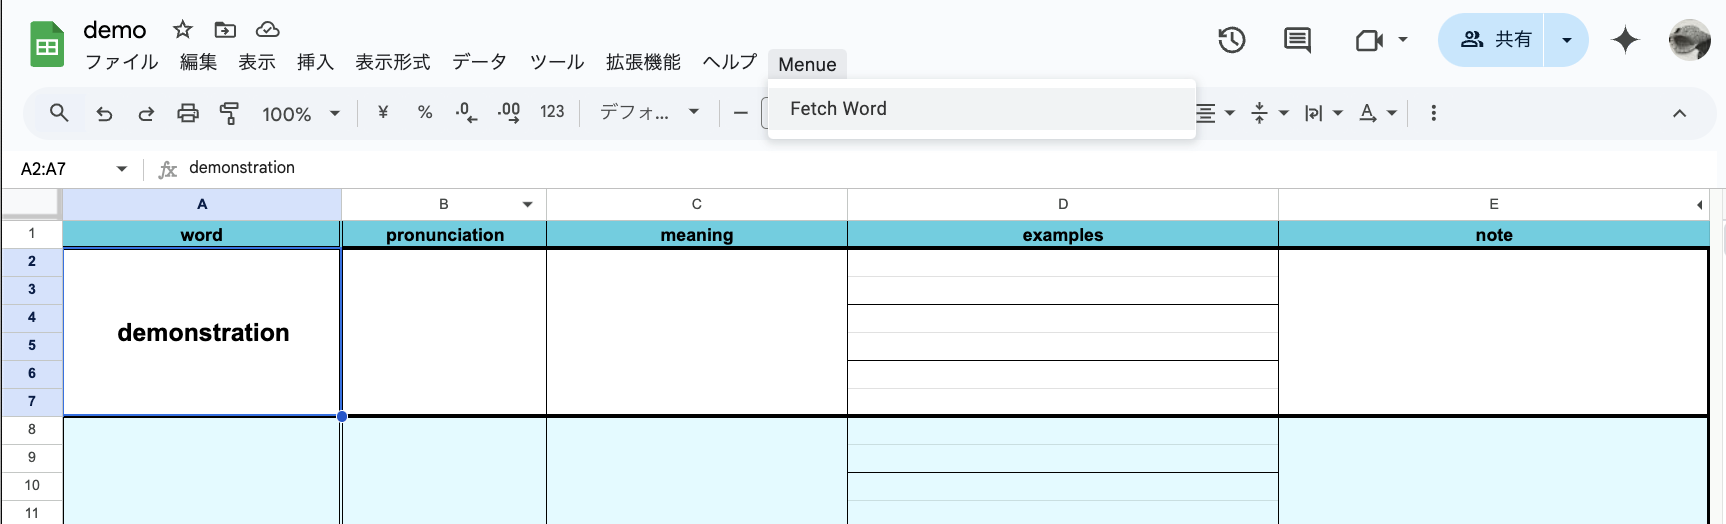 demo
ファイル 編集 表示 挿入 表示形式 データ ツール 拡張機能 ヘルプ Menue
共有
100% ¥ % .0 .00 123 デフォ...
Fetch Word
A2:A7 fx demonstration
A B C D E
1 word pronunciation meaning examples note
2
3
4
5
demonstration
6
7
8
9
10
11